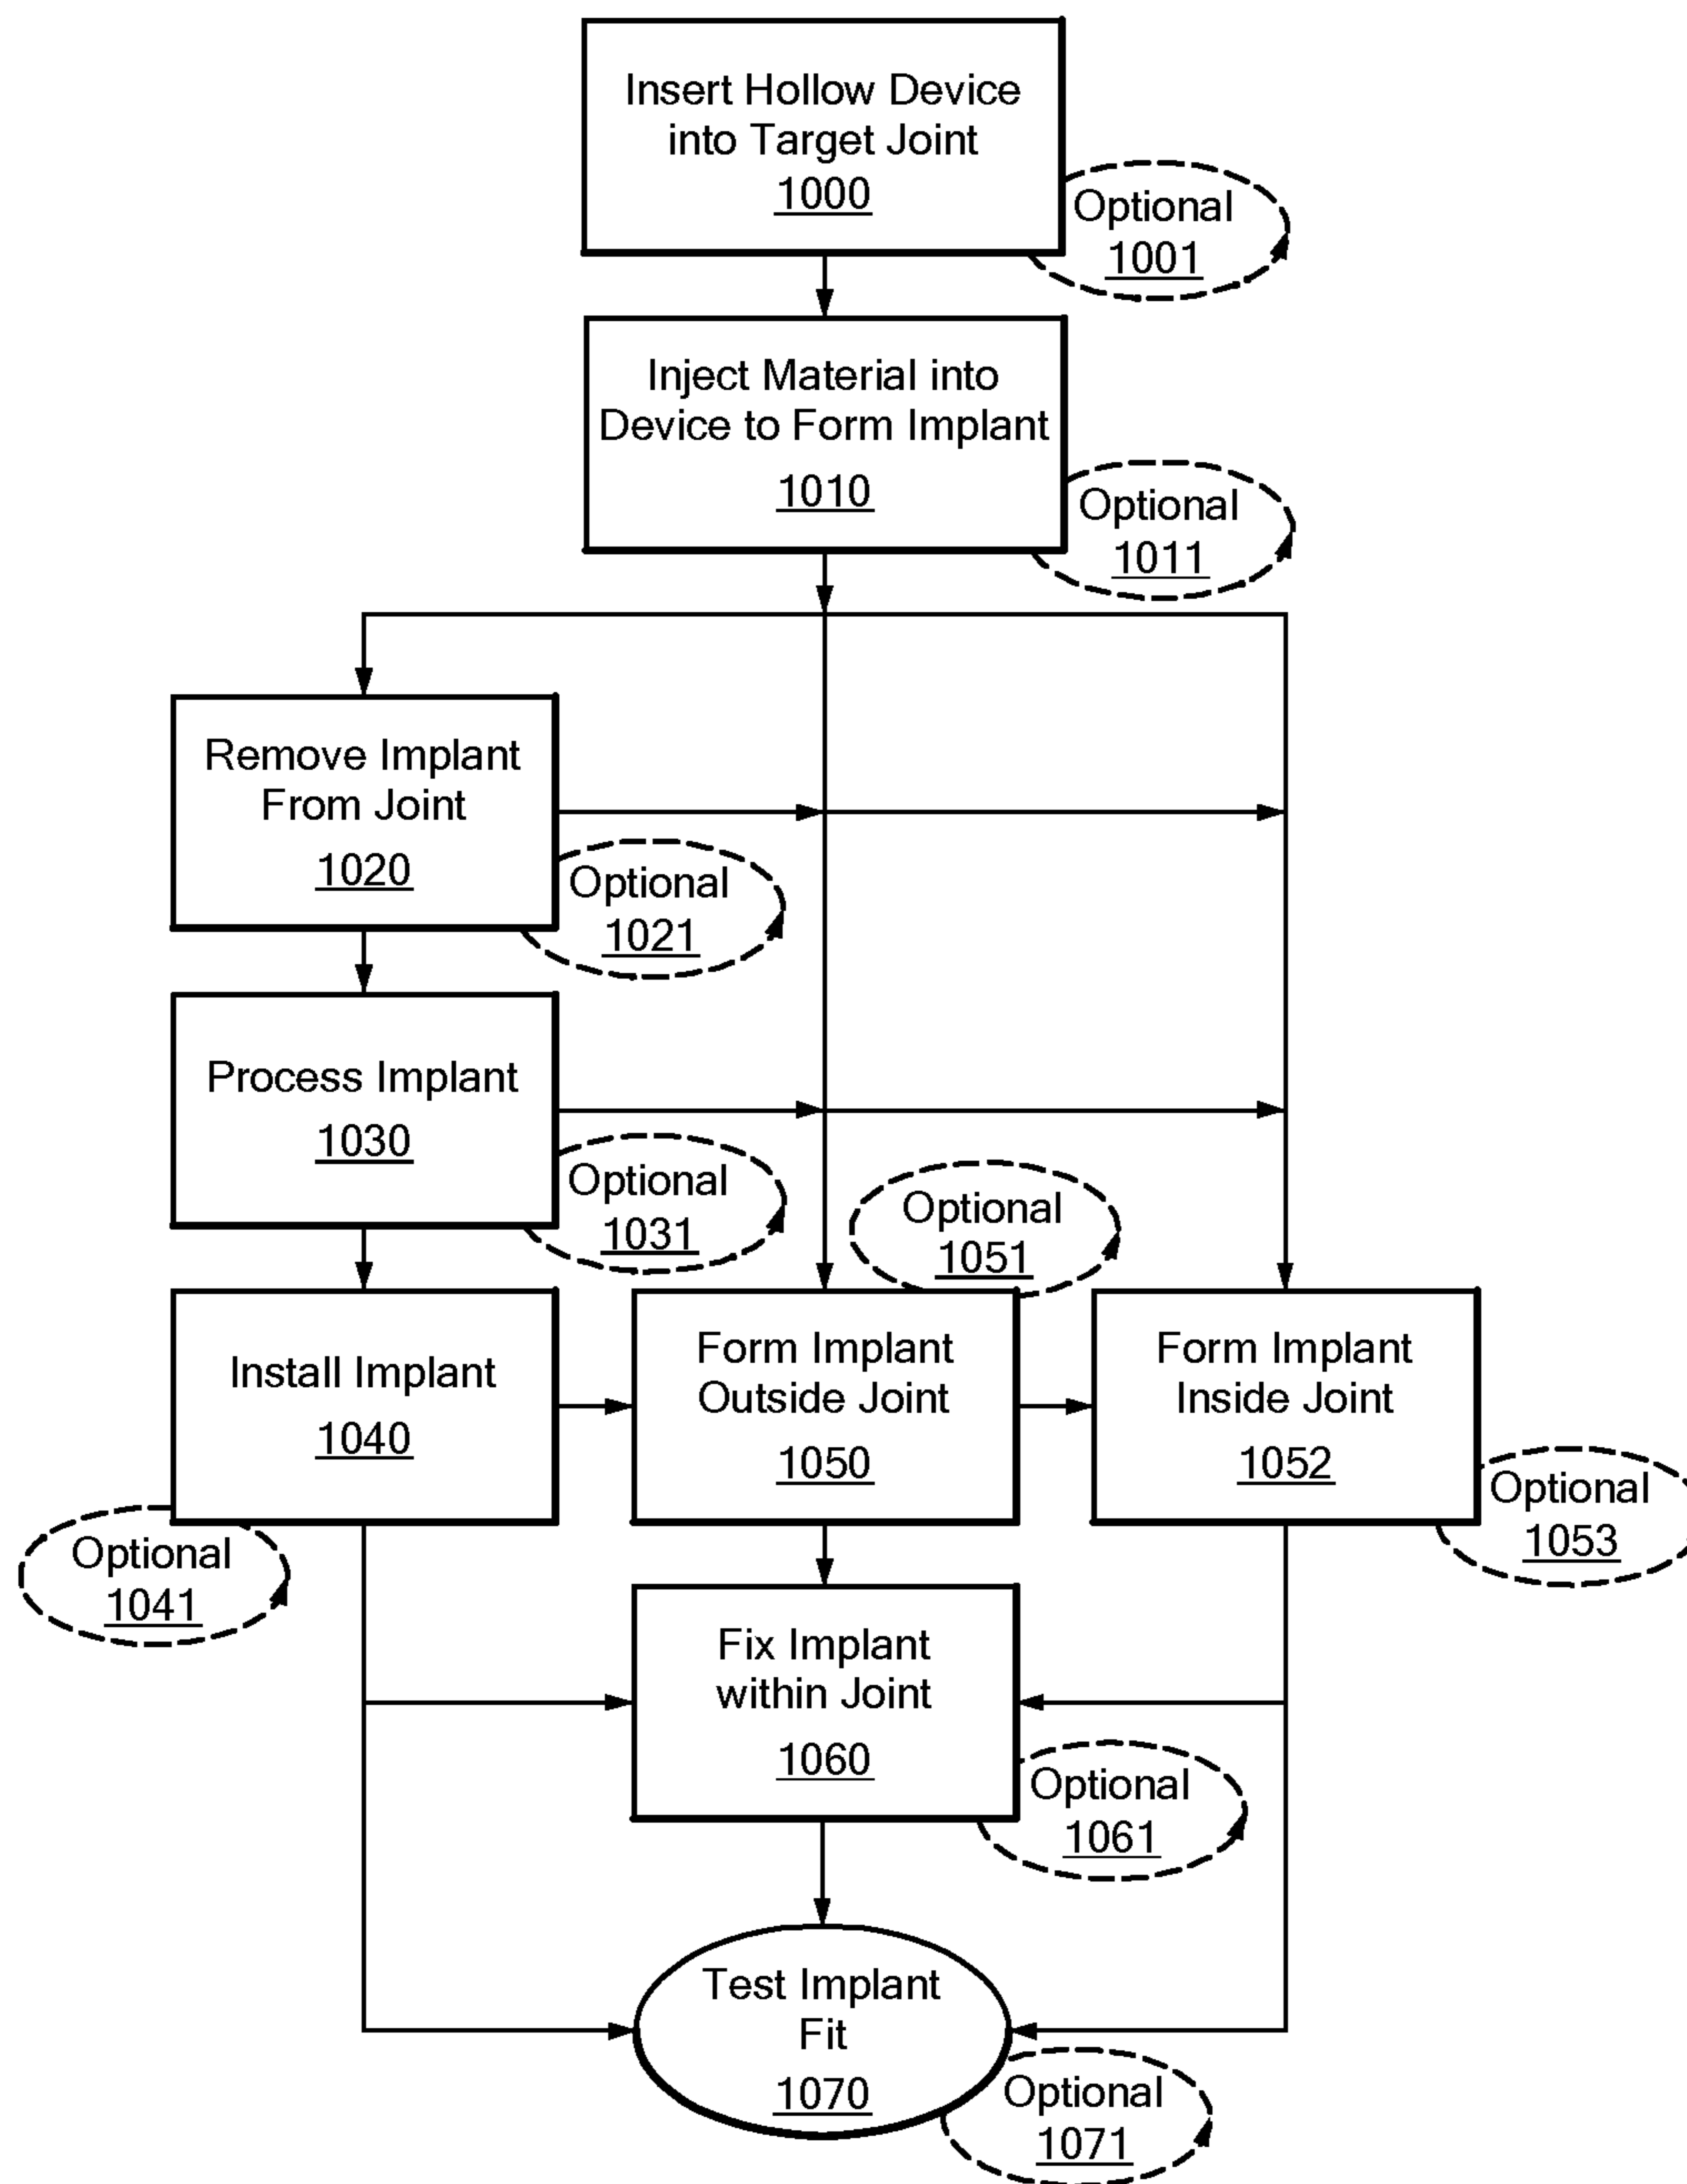 Insert Hollow Device
into Target Joint
1000
Optional
1001
Inject Material into
Device to Form Implant
1010
Optional
1011
Remove Implant
From Joint
1020
Optional
1021
Process Implant
1030
Optional
1031
Optional
1051
Install Implant
1040
Optional
1041
Form Implant
Outside Joint
1050
Form Implant
Inside Joint
1052
Optional
1053
Fix Implant
within Joint
1060
Optional
1061
Test Implant
Fit
1070
Optional
1071